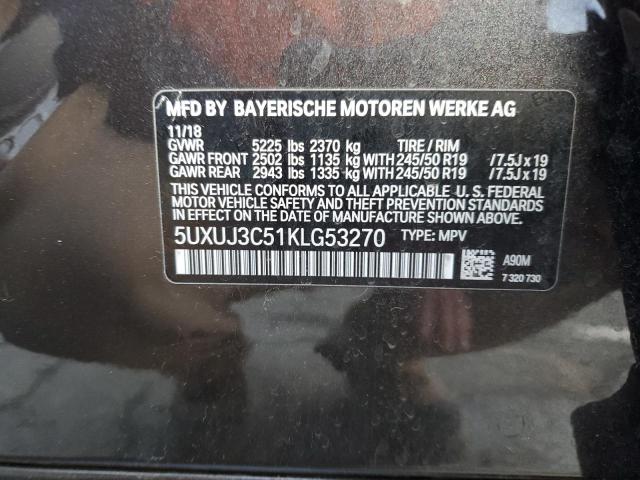 MFD BY BAYERISCHE MOTOREN WERKE AG
11/18
GVWR 5225 lbs 2370 kg TIRE / RIM
GAWR FRONT 2502 lbs 1135 kg WITH 245/50 R19 /7.5J x 19
GAWR REAR 2943 lbs 1335 kg WITH 245/50 R19 /7.5J x 19
THIS VEHICLE CONFORMS TO ALL APPLICABLE U. S. FEDERAL
MOTOR VEHICLE SAFETY AND THEFT PREVENTION
STANDARDS IN EFFECT ON THE DATE OF MANUFACTURE
SHOWN ABOVE.
5UXUJ3C51KLG53270 TYPE: MPV
A90M
7 320 730